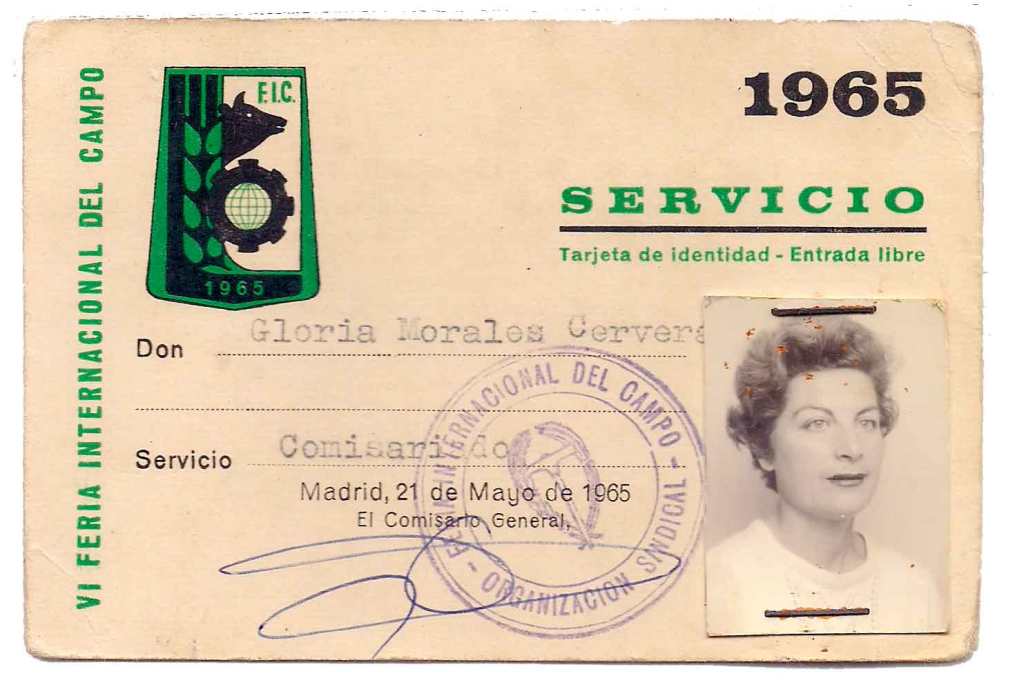 VI FERIA INTERNACIONAL DEL CAMPO
F.I.C.
1965
1965
SERVICIO
Tarjeta de identidad - Entrada libre
Don Gloria Morales Cervera
Servicio Comisariado
Madrid, 21 de Mayo de 1965
El Comisario General,
FERIA INTERNACIONAL DEL CAMPO - ORGANIZACION SINDICAL -